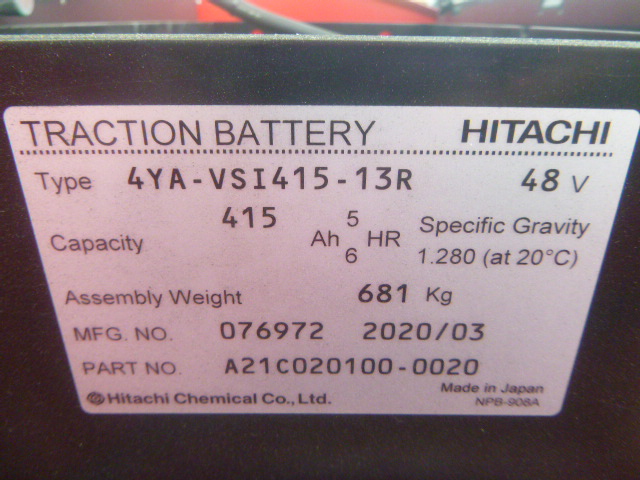 TRACTION BATTERY HITACHI
Type 4YA-VSI415-13R 48 V
Capacity 415 Ah 5 HR Specific Gravity
6 1.280 (at 20°C)
Assembly Weight 681 Kg
MFG. NO. 076972 2020/03
PART NO. A21C020100-0020
Hitachi Chemical Co., Ltd. Made in Japan
NPB-908A